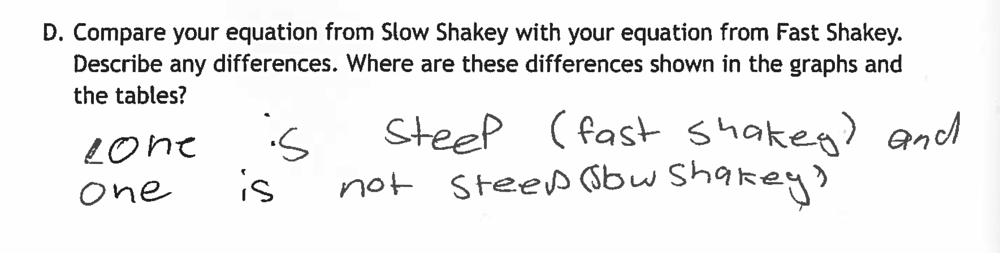 D. Compare your equation from Slow Shakey with your equation from Fast Shakey.
Describe any differences. Where are these differences shown in the graphs and
the tables?
one is steep (fast shakey) and
one is not steep (slow shakey)